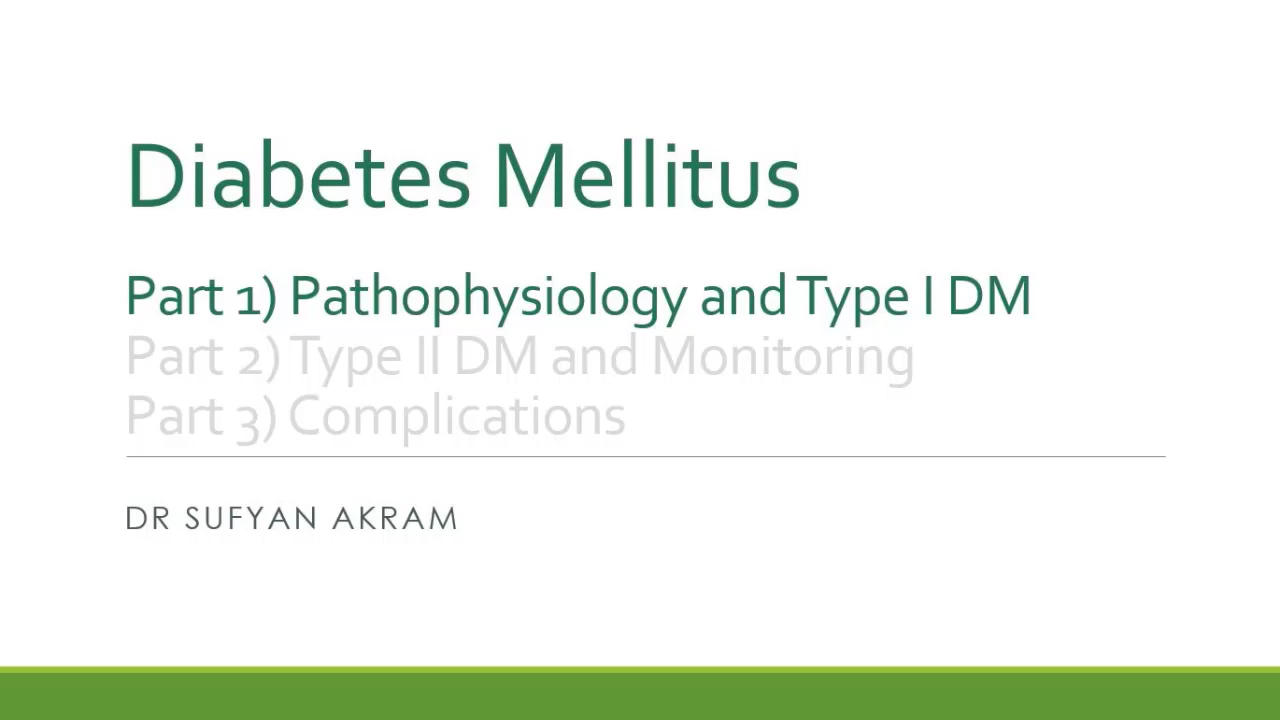 Diabetes Mellitus
Part 1) Pathophysiology and Type I DM
Part 2) Type II DM and Monitoring
Part 3) Complications
DR SUFYAN AKRAM